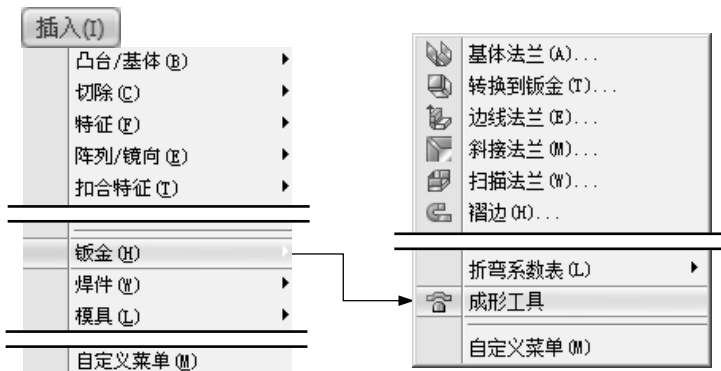 插入(I)
凸台/基体(B)
切除(C)
特征(F)
阵列/镜向(E)
扣合特征(T)
钣金(H)
焊件(W)
模具(L)
自定义菜单(M)
基体法兰(A)...
转换到钣金(T)...
边线法兰(E)...
斜接法兰(M)...
扫描法兰(W)...
褶边(H)...
折弯系数表(L)
成形工具
自定义菜单(M)